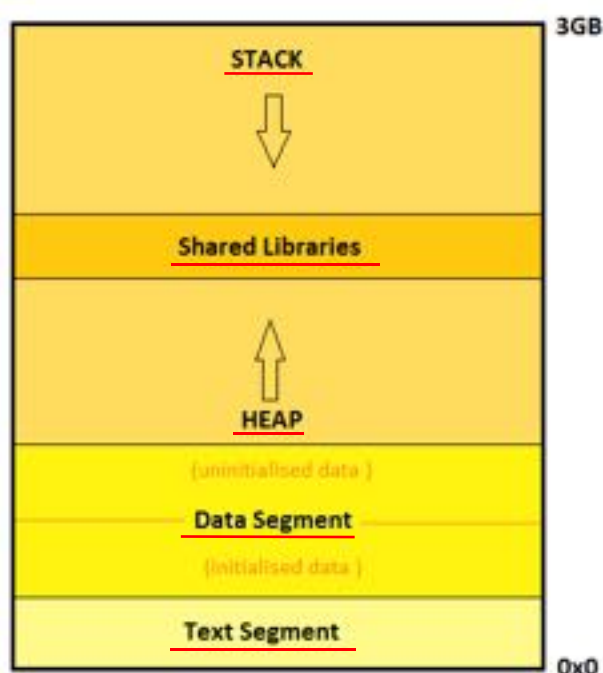 3GB
STACK
Shared Libraries
HEAP
(uninitialised data )
Data Segment
(initialised data )
Text Segment
0x0